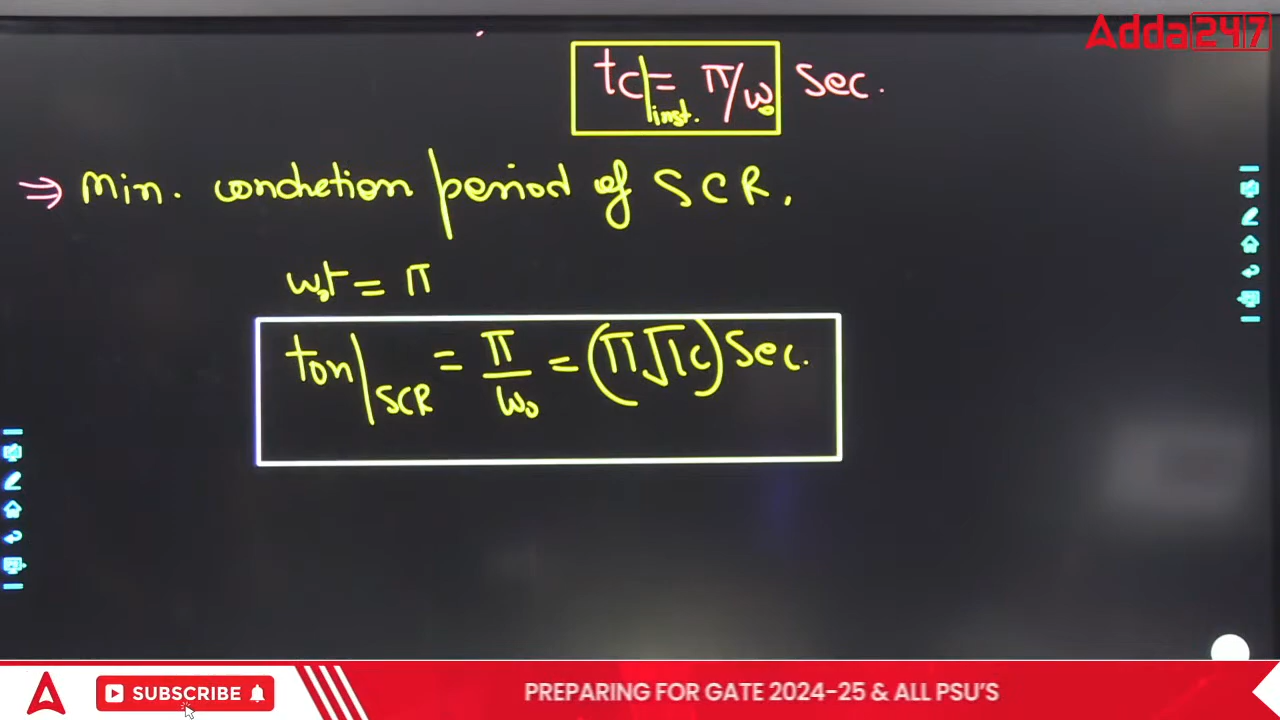 Adda247
tc|inst. = π/ω₀ Sec.
⇒ Min. conduction period of SCR.
ω₀t = π
ton|SCR = π/ω₀ = (π√LC) Sec.
SUBSCRIBE
PREPARING FOR GATE 2024-25 & ALL PSU'S